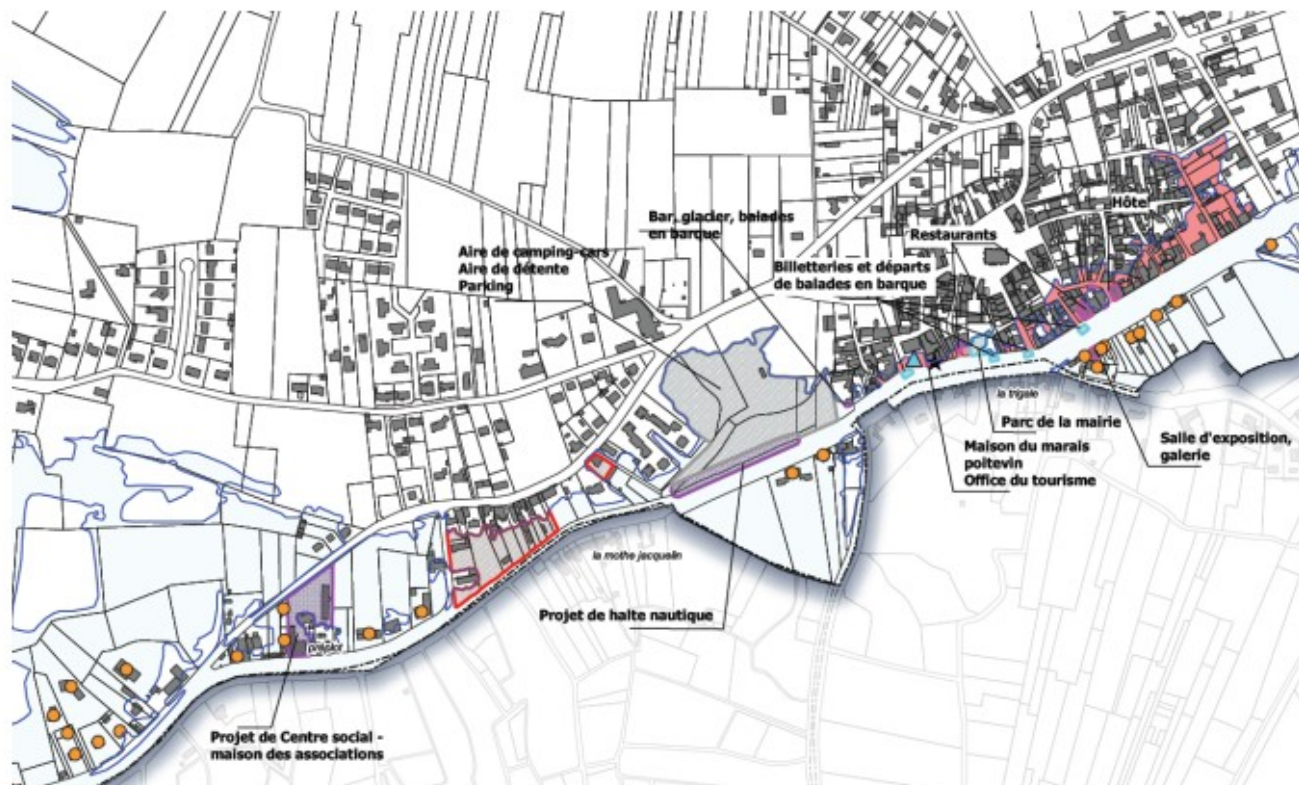 Hôtel
Bar, glacier, balades
en barque
Restaurants
Aire de camping-cars
Aire de détente
Parking
Billetteries et départs
de balades en barque
la trigale
Parc de la mairie
Maison du marais
poitevin
Office du tourisme
Salle d'exposition,
galerie
la mothe jacquelin
Projet de halte nautique
préplot
Projet de Centre social -
maison des associations